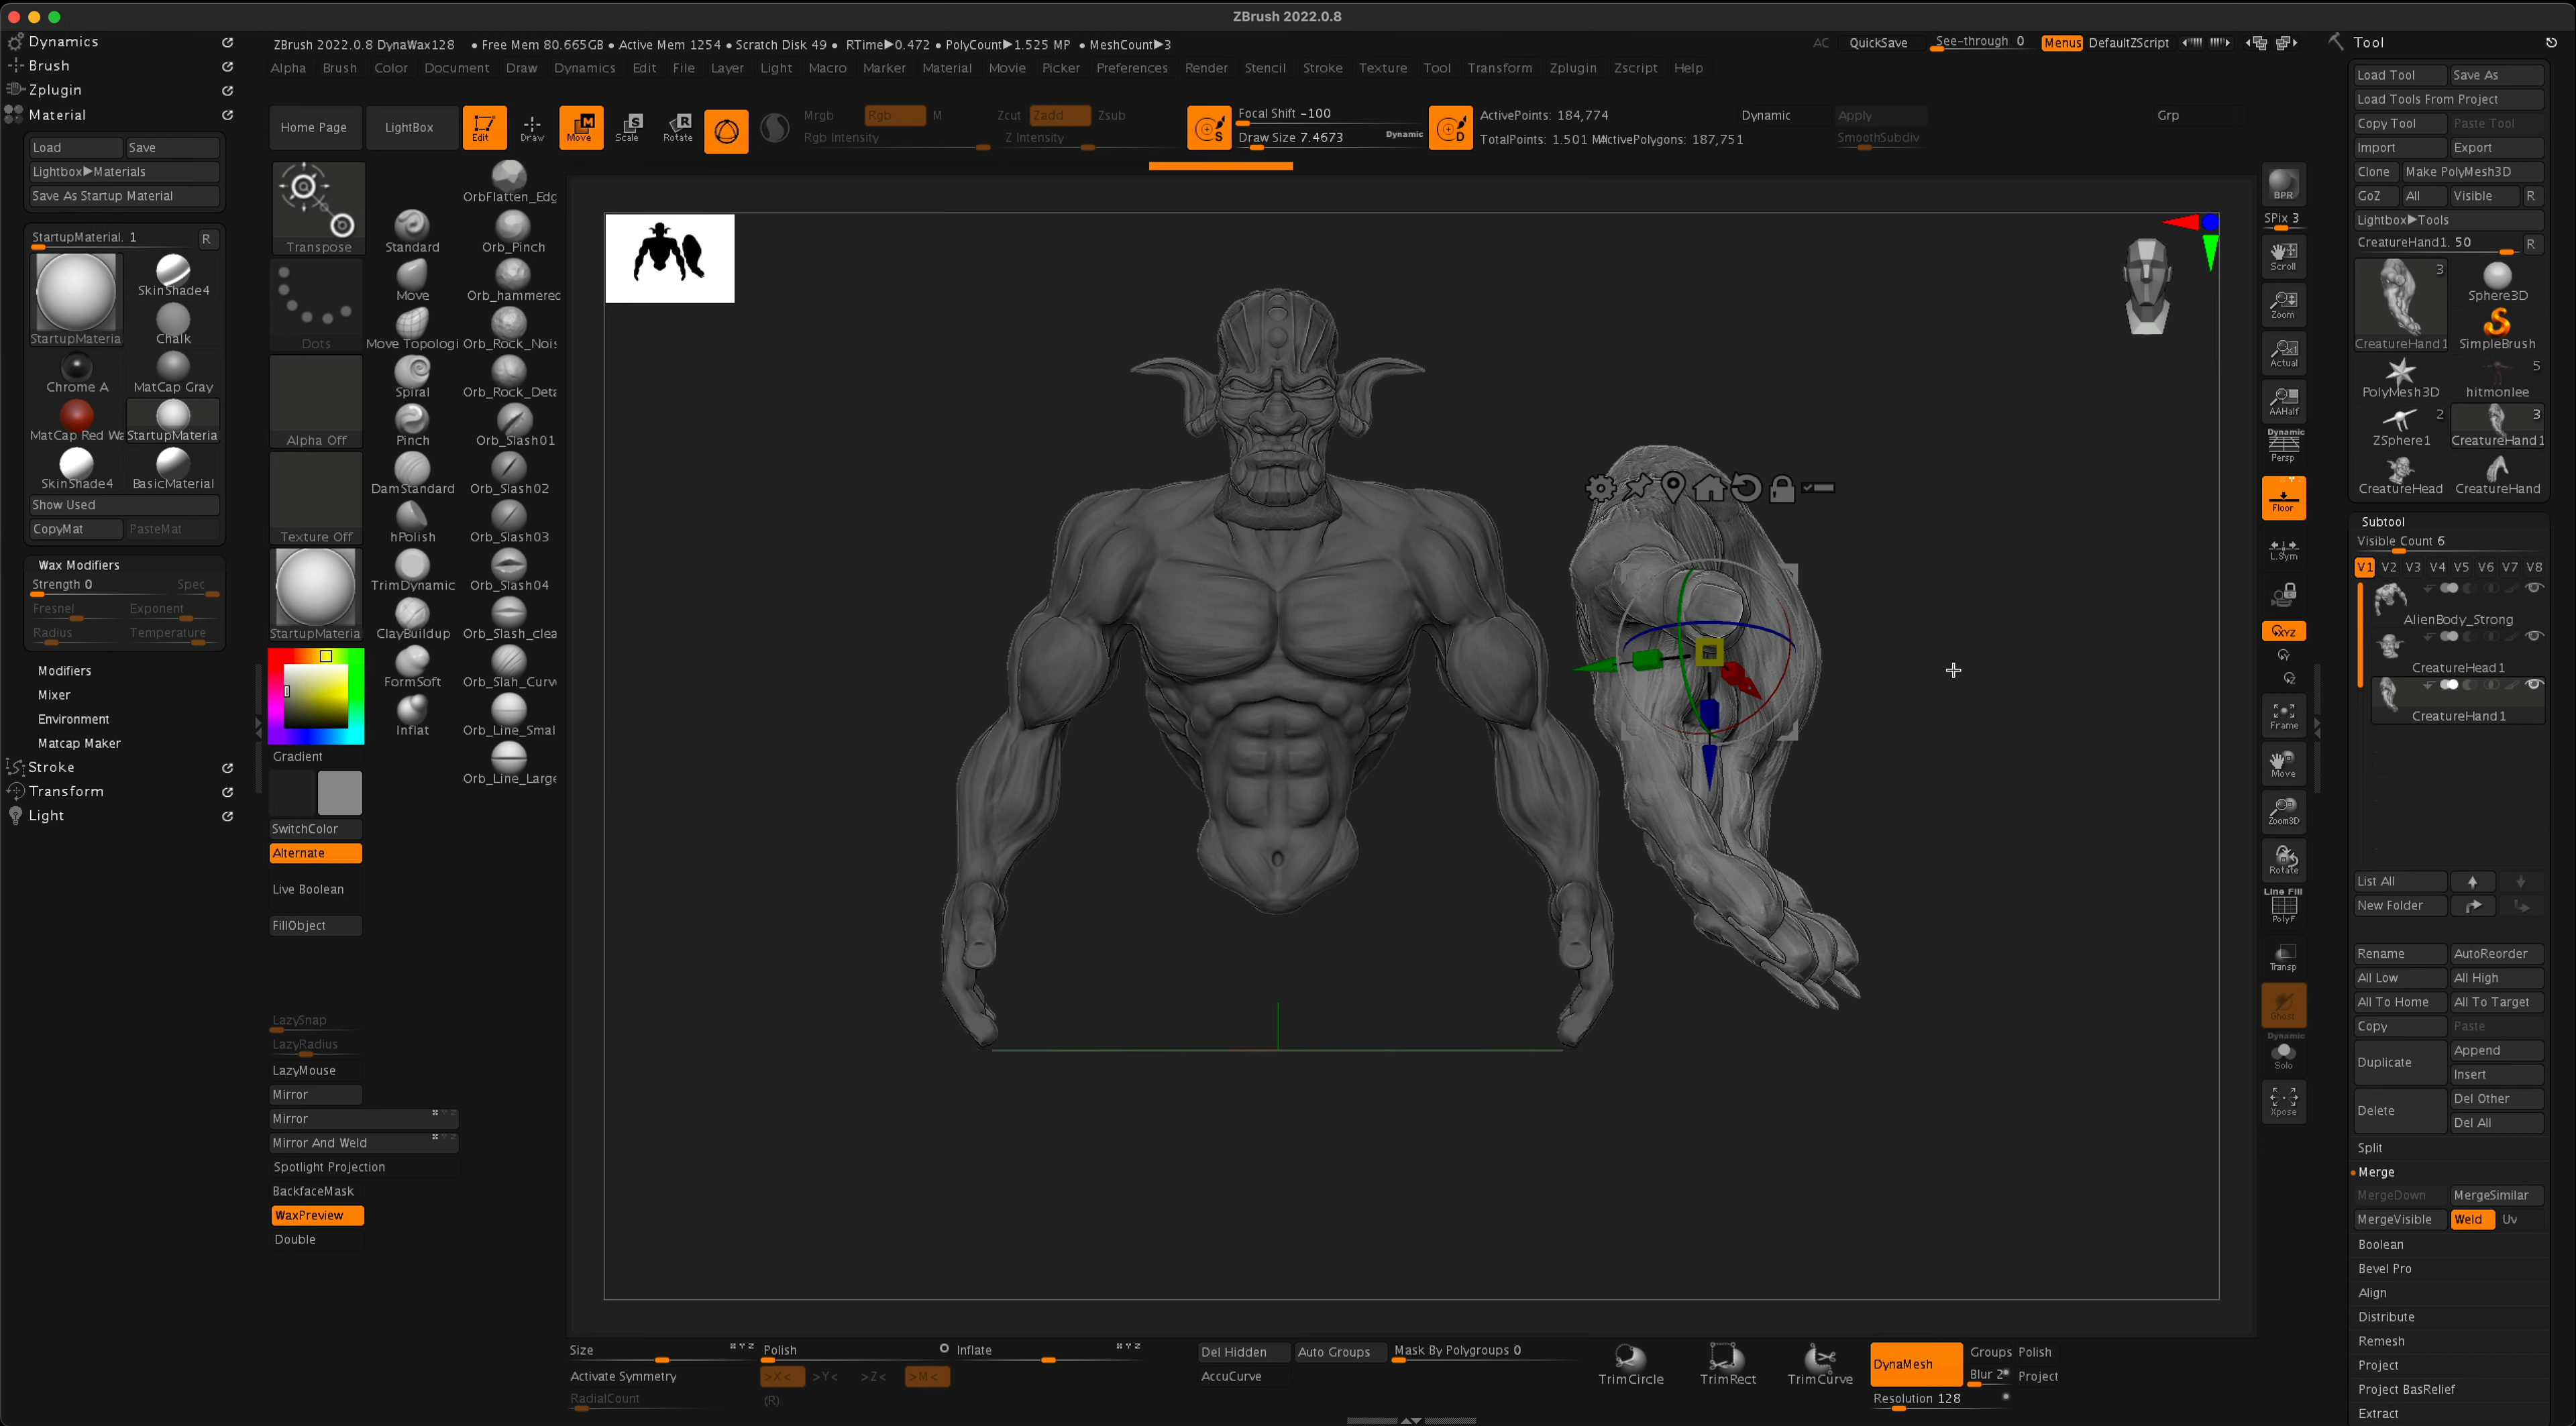 ZBrush 2022.0.8
Dynamics
Brush
Zplugin
Material
Load Save
Lightbox▶Materials
Save As Startup Material
StartupMaterial. 1 R
StartupMateria
SkinShade4
Chalk
Chrome A
MatCap Gray
MatCap Red Wa
StartupMateria
SkinShade4
BasicMaterial
Show Used
CopyMat PasteMat
Wax Modifiers
Strength 0 Spec
Fresnel Exponent
Radius Temperature
Modifiers
Mixer
Environment
Matcap Maker
Stroke
Transform
Light
ZBrush 2022.0.8 DynaWax128 • Free Mem 80.665GB • Active Mem 1254 • Scratch Disk 49 • RTime▶0.472 • PolyCount▶1.525 MP • MeshCount▶3
AC QuickSave See-through 0 Menus DefaultZScript
Alpha Brush Color Document Draw Dynamics Edit File Layer Light Macro Marker Material Movie Picker Preferences Render Stencil Stroke Texture Tool Transform Zplugin Zscript Help
Home Page LightBox Edit Draw Move Scale Rotate
Mrgb Rgb M Zcut Zadd Zsub
Rgb Intensity Z Intensity
Focal Shift -100
Draw Size 7.4673 Dynamic
ActivePoints: 184,774 Dynamic Apply Grp
TotalPoints: 1.501 M ActivePolygons: 187,751 SmoothSubdiv
Transpose
Dots
Alpha Off
Texture Off
StartupMateria
Gradient
SwitchColor
Alternate
Live Boolean
FillObject
LazySnap
LazyRadius
LazyMouse
Mirror
Mirror
Mirror And Weld
Spotlight Projection
BackfaceMask
WaxPreview
Double
Standard
Move
Move Topologi
Spiral
Pinch
DamStandard
hPolish
TrimDynamic
ClayBuildup
FormSoft
Inflat
OrbFlatten_Edg
Orb_Pinch
Orb_hammered
Orb_Rock_Nois
Orb_Rock_Deta
Orb_Slash01
Orb_Slash02
Orb_Slash03
Orb_Slash04
Orb_Slash_clea
Orb_Slah_Curv
Orb_Line_Smal
Orb_Line_Large
BPR
SPix 3
Scroll
Zoom
Actual
AAHalf
Dynamic
Persp
Floor
L.Sym
XYZ
Frame
Move
Zoom3D
Rotate
Line Fill
PolyF
Transp
Ghost
Dynamic
Solo
Xpose
Tool
Load Tool Save As
Load Tools From Project
Copy Tool Paste Tool
Import Export
Clone Make PolyMesh3D
GoZ All Visible R
Lightbox▶Tools
CreatureHand1. 50 R
3
CreatureHand1
Sphere3D
SimpleBrush
PolyMesh3D
5
hitmonlee
2
ZSphere1
3
CreatureHand1
CreatureHead
CreatureHand
Subtool
Visible Count 6
V1 V2 V3 V4 V5 V6 V7 V8
AlienBody_Strong
CreatureHead1
CreatureHand1
List All
New Folder
Rename AutoReorder
All Low All High
All To Home All To Target
Copy Paste
Duplicate Append
Insert
Delete Del Other
Del All
Split
Merge
MergeDown MergeSimilar
MergeVisible Weld Uv
Boolean
Bevel Pro
Align
Distribute
Remesh
Project
Project BasRelief
Extract
Size Polish Inflate
Activate Symmetry >X< >Y< >Z< >M<
RadialCount (R)
Del Hidden Auto Groups Mask By Polygroups 0
AccuCurve
TrimCircle TrimRect TrimCurve
DynaMesh Groups Polish
Blur 2 Project
Resolution 128